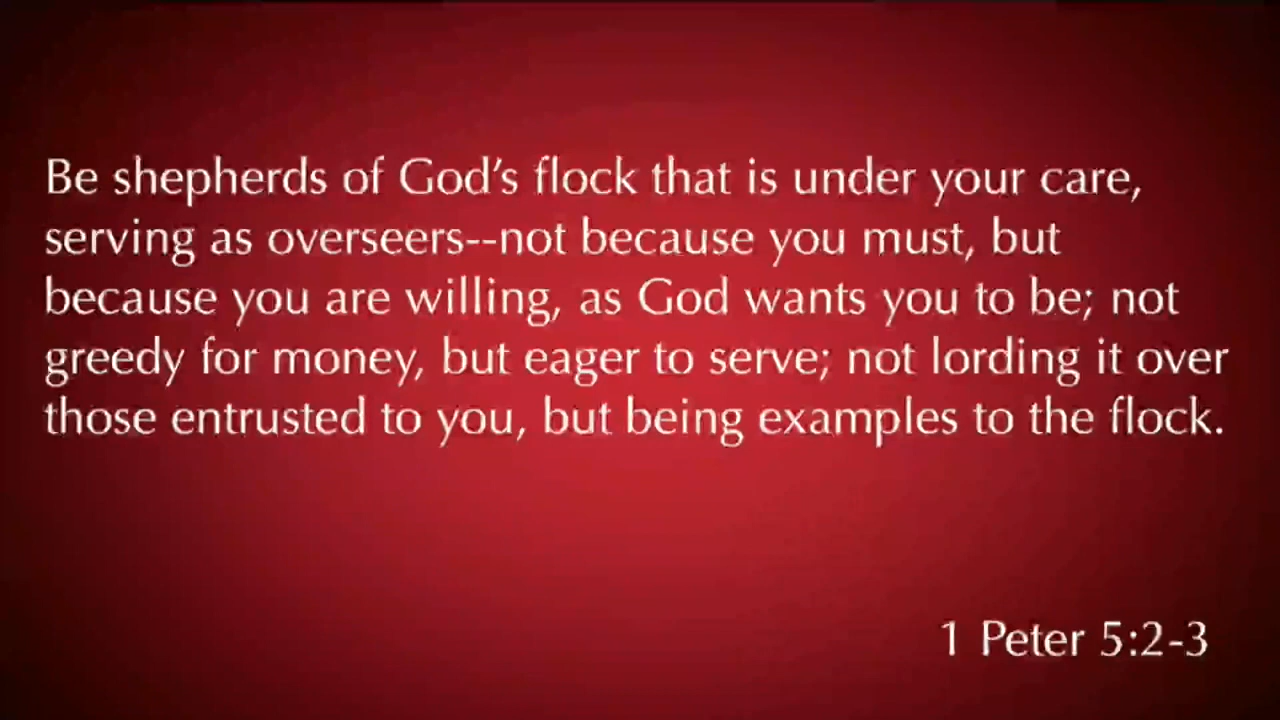 Be shepherds of God’s flock that is under your care,
serving as overseers--not because you must, but
because you are willing, as God wants you to be; not
greedy for money, but eager to serve; not lording it over
those entrusted to you, but being examples to the flock.
1 Peter 5:2-3